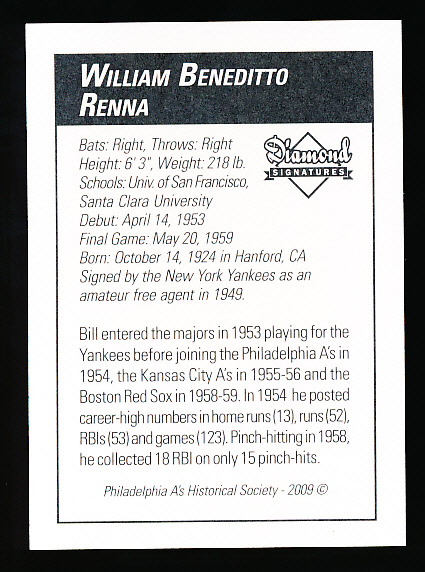 WILLIAM BENEDITTO
RENNA
Bats: Right, Throws: Right
Height: 6' 3", Weight: 218 lb.
Schools: Univ. of San Francisco,
Santa Clara University
Debut: April 14, 1953
Final Game: May 20, 1959
Born: October 14, 1924 in Hanford, CA
Signed by the New York Yankees as an
amateur free agent in 1949.
Diamond
SIGNATURES
Bill entered the majors in 1953 playing for the
Yankees before joining the Philadelphia A's in
1954, the Kansas City A's in 1955-56 and the
Boston Red Sox in 1958-59. In 1954 he posted
career-high numbers in home runs (13), runs (52),
RBIs (53) and games (123). Pinch-hitting in 1958,
he collected 18 RBI on only 15 pinch-hits.
Philadelphia A's Historical Society - 2009 ©